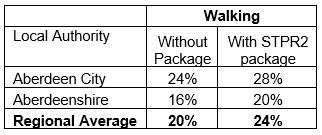 Walking
Local Authority
Without Package
With STPR2 package
Aberdeen City 24% 28%
Aberdeenshire 16% 20%
Regional Average 20% 24%